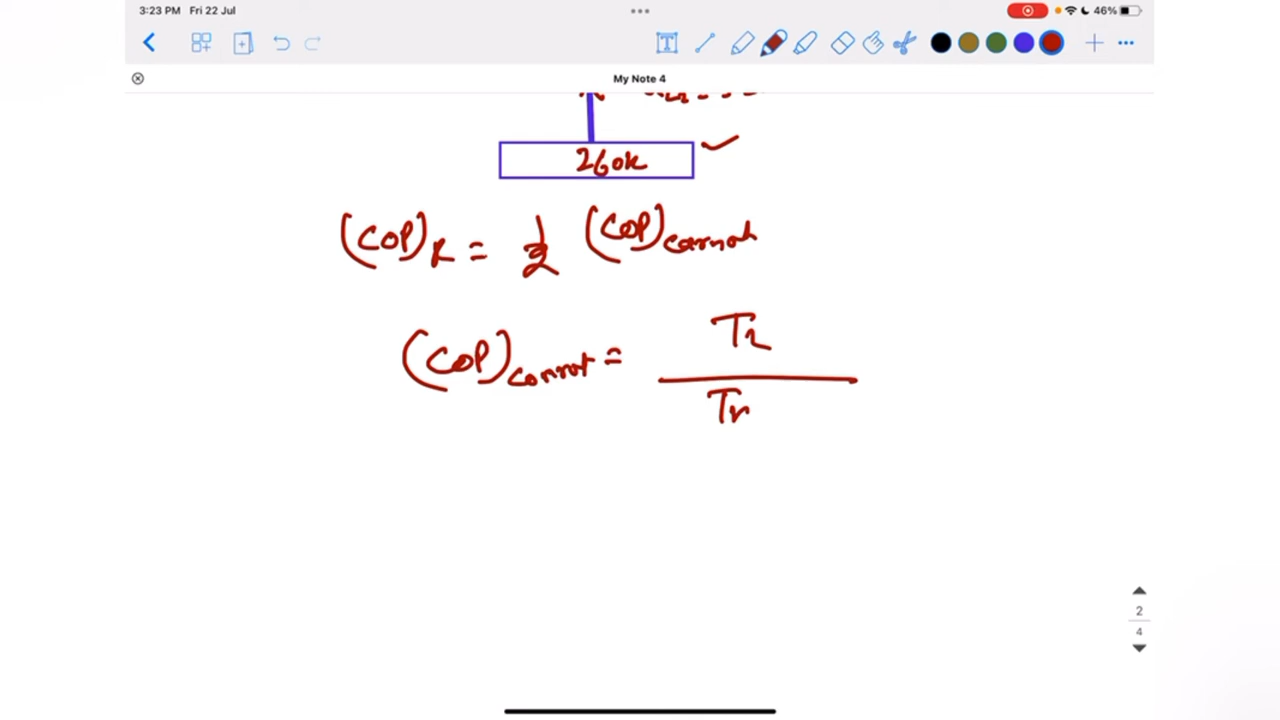 3:23 PM Fri 22 Jul
46%
My Note 4
260K
(COP)R = 1/2 (COP)carnot
(COP)carnot =
T2
Tr
2
4